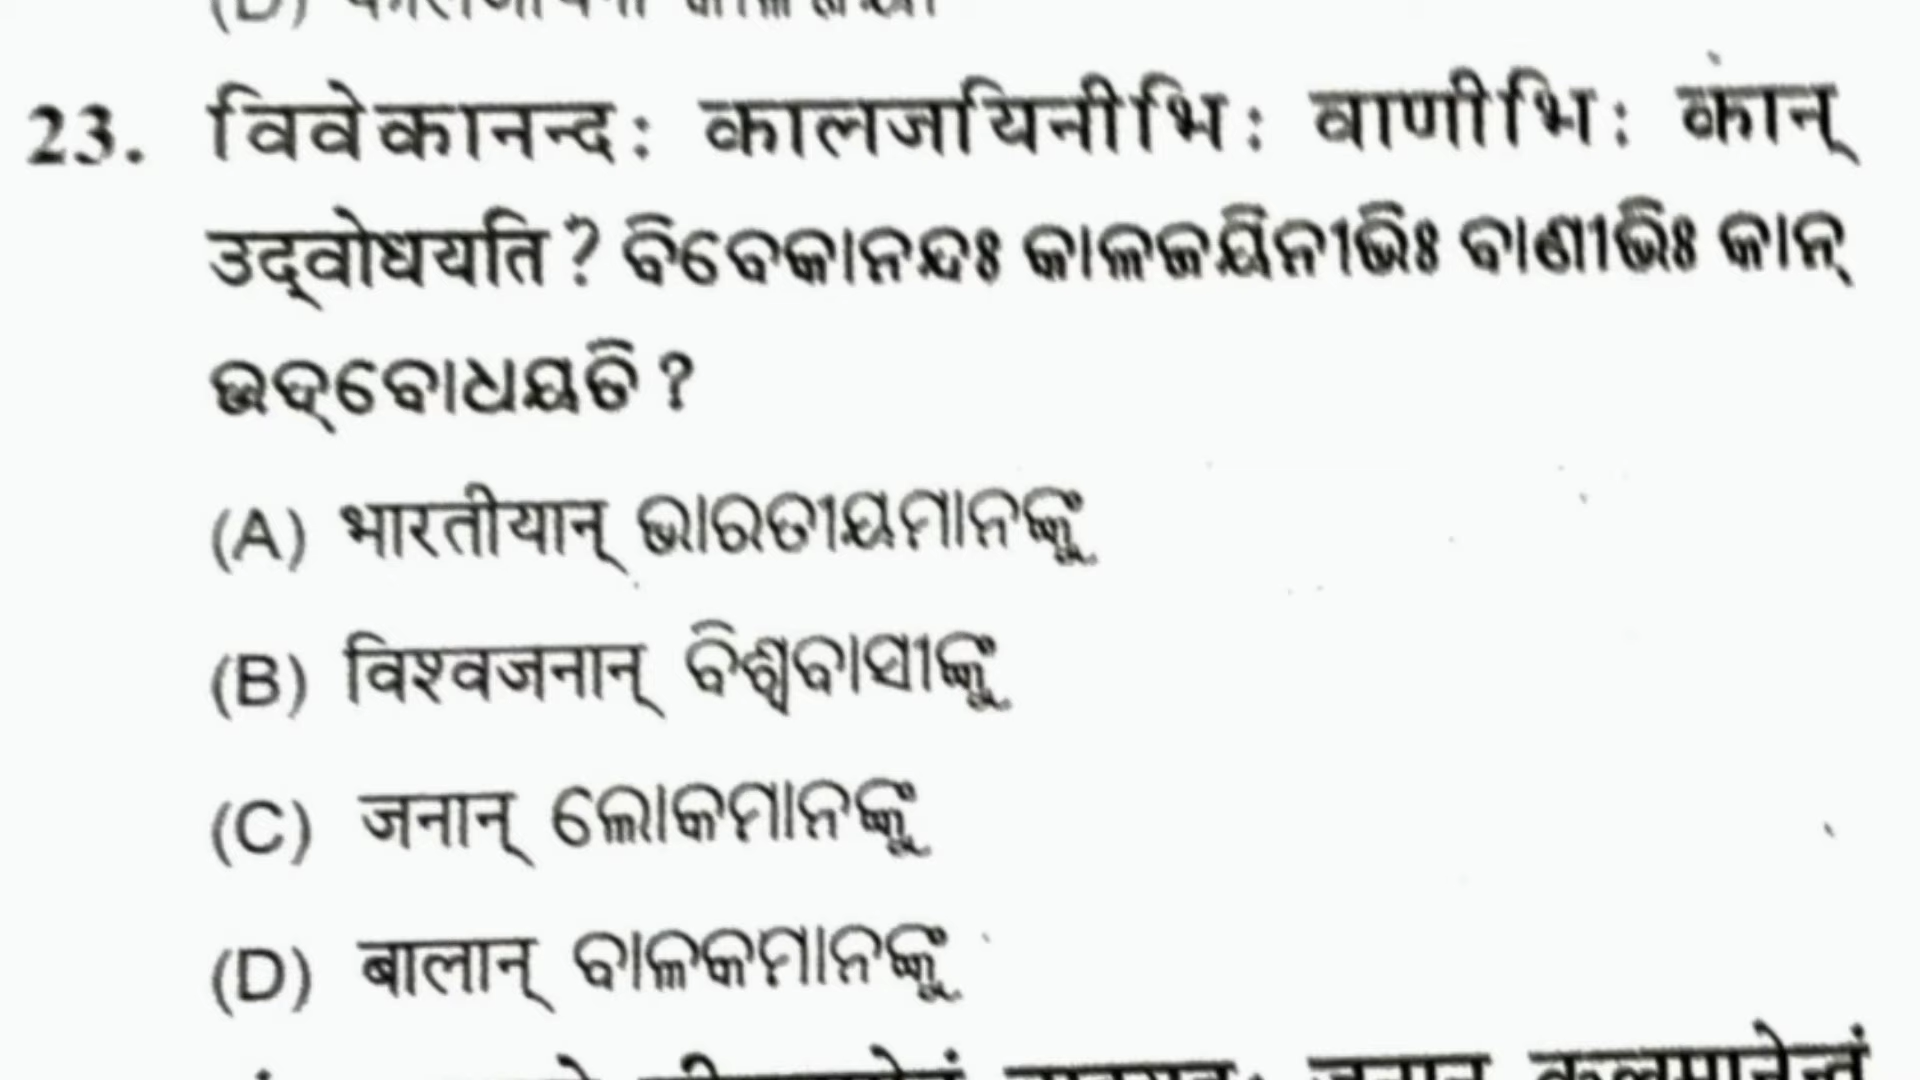 23. विवेकानन्दः कालजयिनीभिः वाणीभिः कान्
उद्वोधयति? ବିବେକାନନ୍ଦଃ କାଳଜୟିନୀଭିଃ ବାଣୀଭିଃ କାନ୍
ଉଦ୍‌ବୋଧୟତି?
(A) भारतीयान् ଭାରତୀୟମାନଙ୍କୁ
(B) विश्वजनान् ବିଶ୍ୱବାସୀଙ୍କୁ
(C) जनान् ଲୋକମାନଙ୍କୁ
(D) बालान् ବାଳକମାନଙ୍କୁ